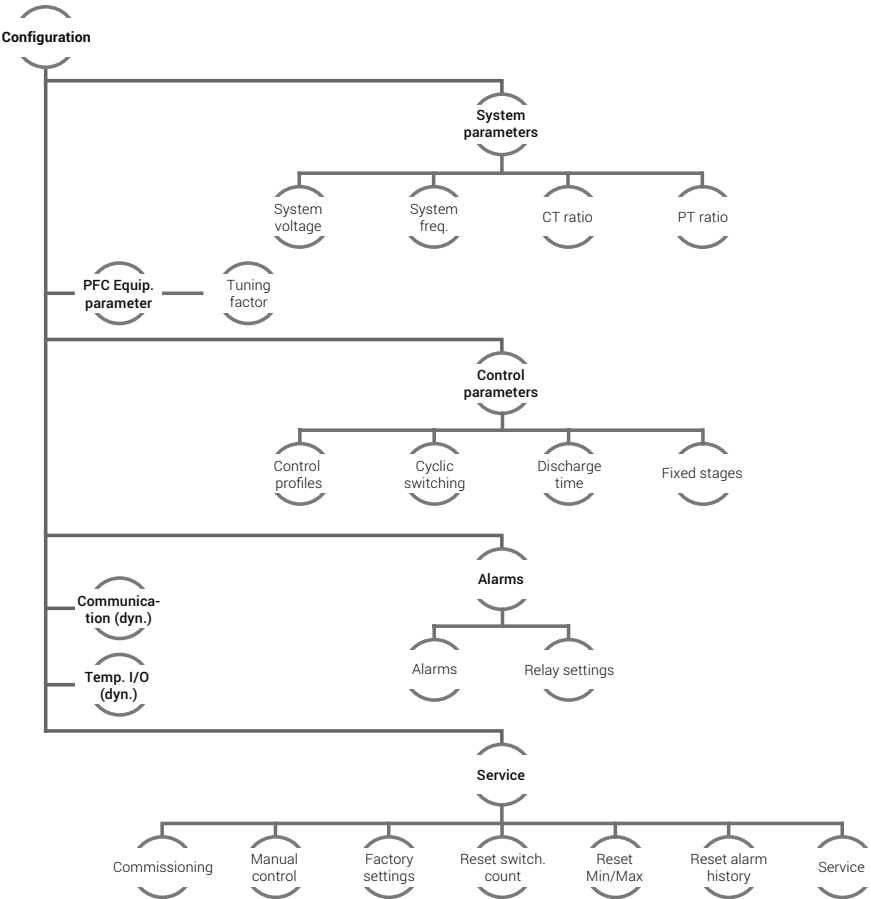 Configuration
System
parameters
System
voltage
System
freq.
CT ratio
PT ratio
PFC Equip.
parameter
Tuning
factor
Control
parameters
Control
profiles
Cyclic
switching
Discharge
time
Fixed stages
Alarms
Communica-
tion (dyn.)
Alarms
Relay settings
Temp. I/O
(dyn.)
Service
Commissioning
Manual
control
Factory
settings
Reset switch.
count
Reset
Min/Max
Reset alarm
history
Service